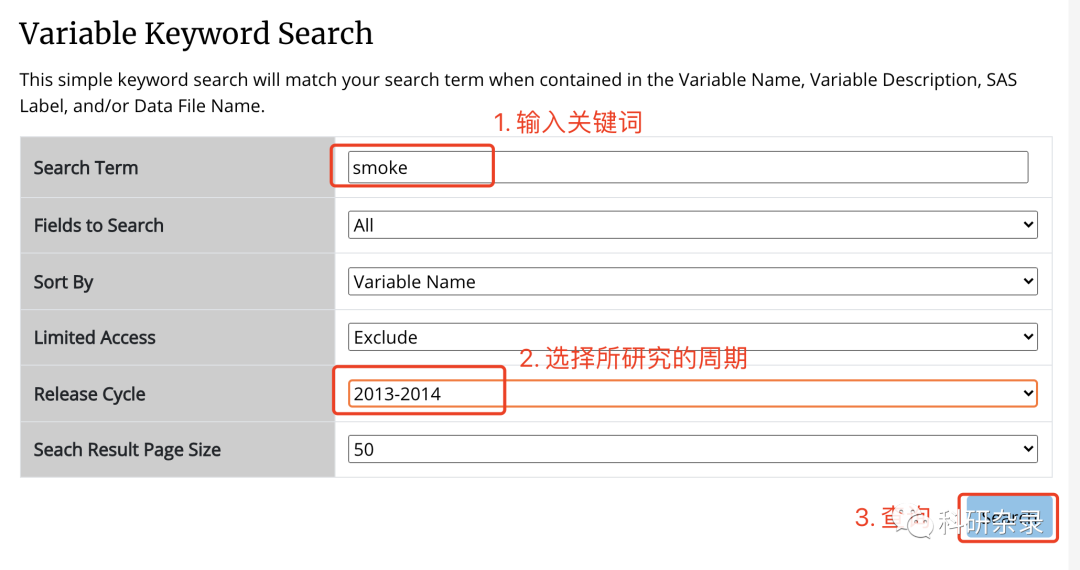 Variable Keyword Search
This simple keyword search will match your search term when contained in the Variable Name, Variable Description, SAS
Label, and/or Data File Name.
1. 输入关键词
Search Term
smoke
Fields to Search
All
Sort By
Variable Name
Limited Access
Exclude
2. 选择所研究的周期
Release Cycle
2013-2014
Seach Result Page Size
50
3. 查询
Search
科研杂录